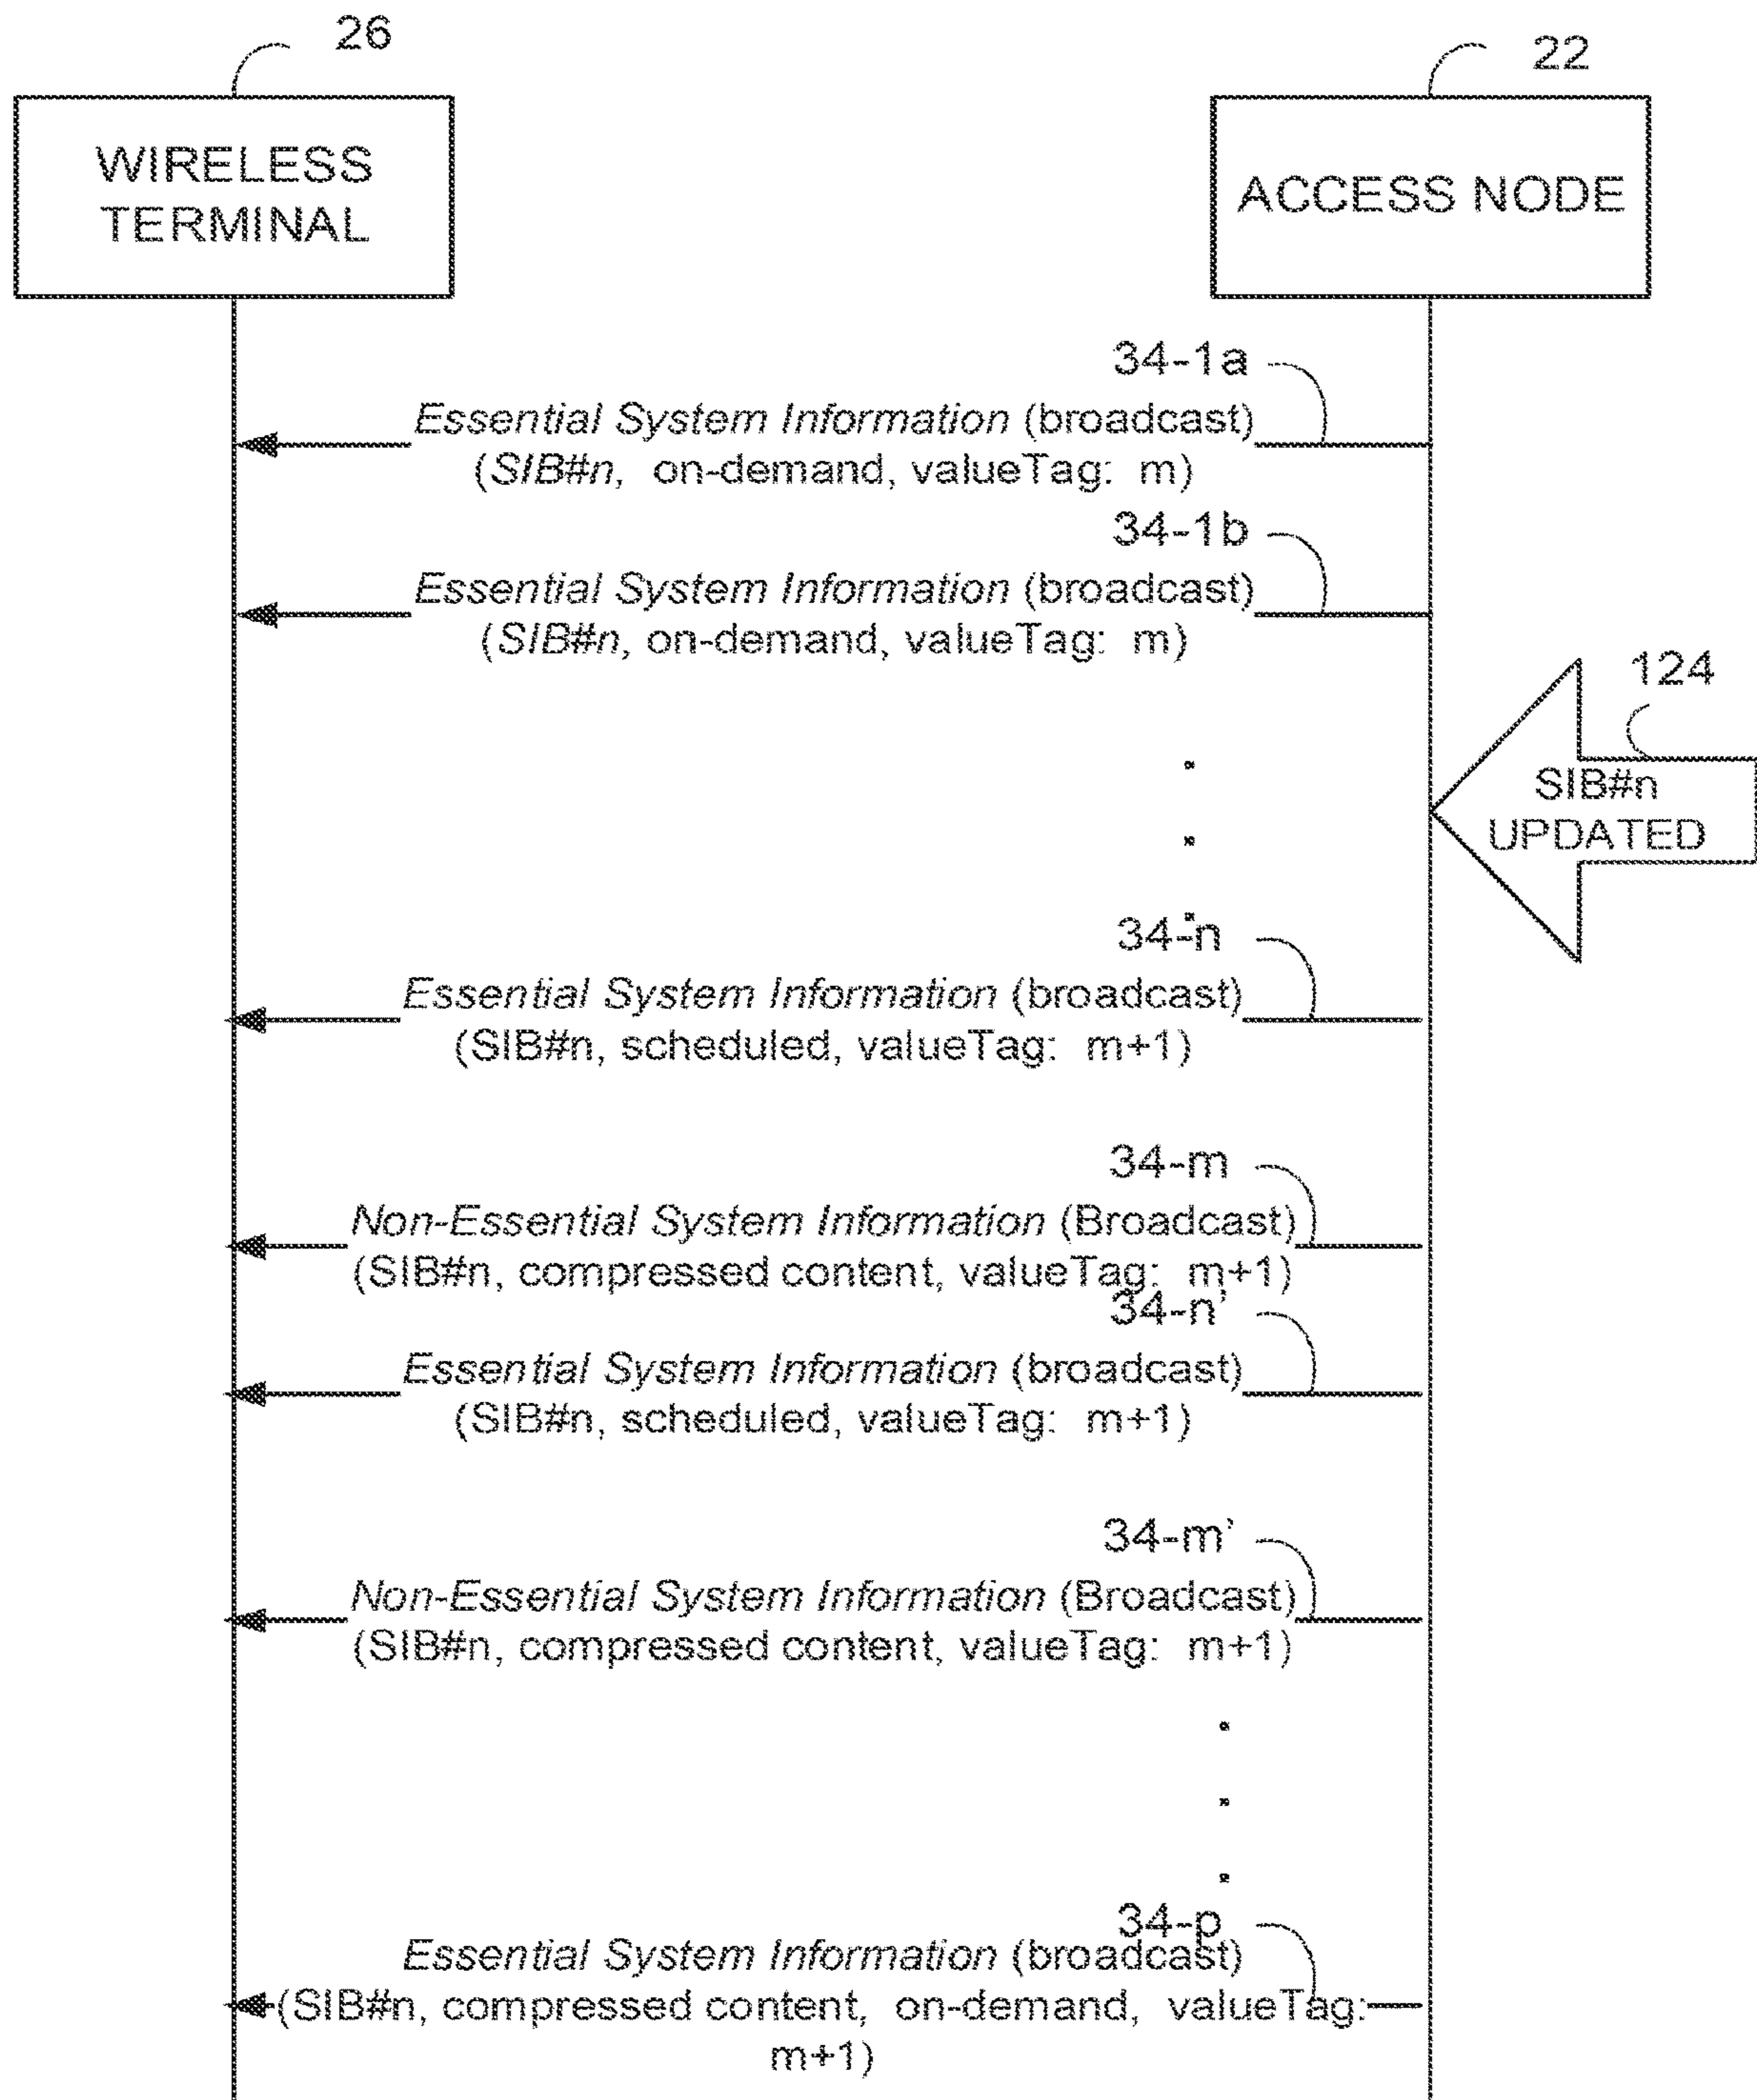 26
22
WIRELESS
TERMINAL
ACCESS NODE
34-1a
Essential System Information (broadcast)
(SIB#n, on-demand, valueTag: m)
34-1b
Essential System Information (broadcast)
(SIB#n, on-demand, valueTag: m)
124
SIB#n
UPDATED
34-n
Essential System Information (broadcast)
(SIB#n, scheduled, valueTag: m+1)
34-m
Non-Essential System Information (Broadcast)
(SIB#n, compressed content, valueTag: m+1)
34-n'
Essential System Information (broadcast)
(SIB#n, scheduled, valueTag: m+1)
34-m'
Non-Essential System Information (Broadcast)
(SIB#n, compressed content, valueTag: m+1)
34-p
Essential System Information (broadcast)
(SIB#n, compressed content, on-demand, valueTag:
m+1)